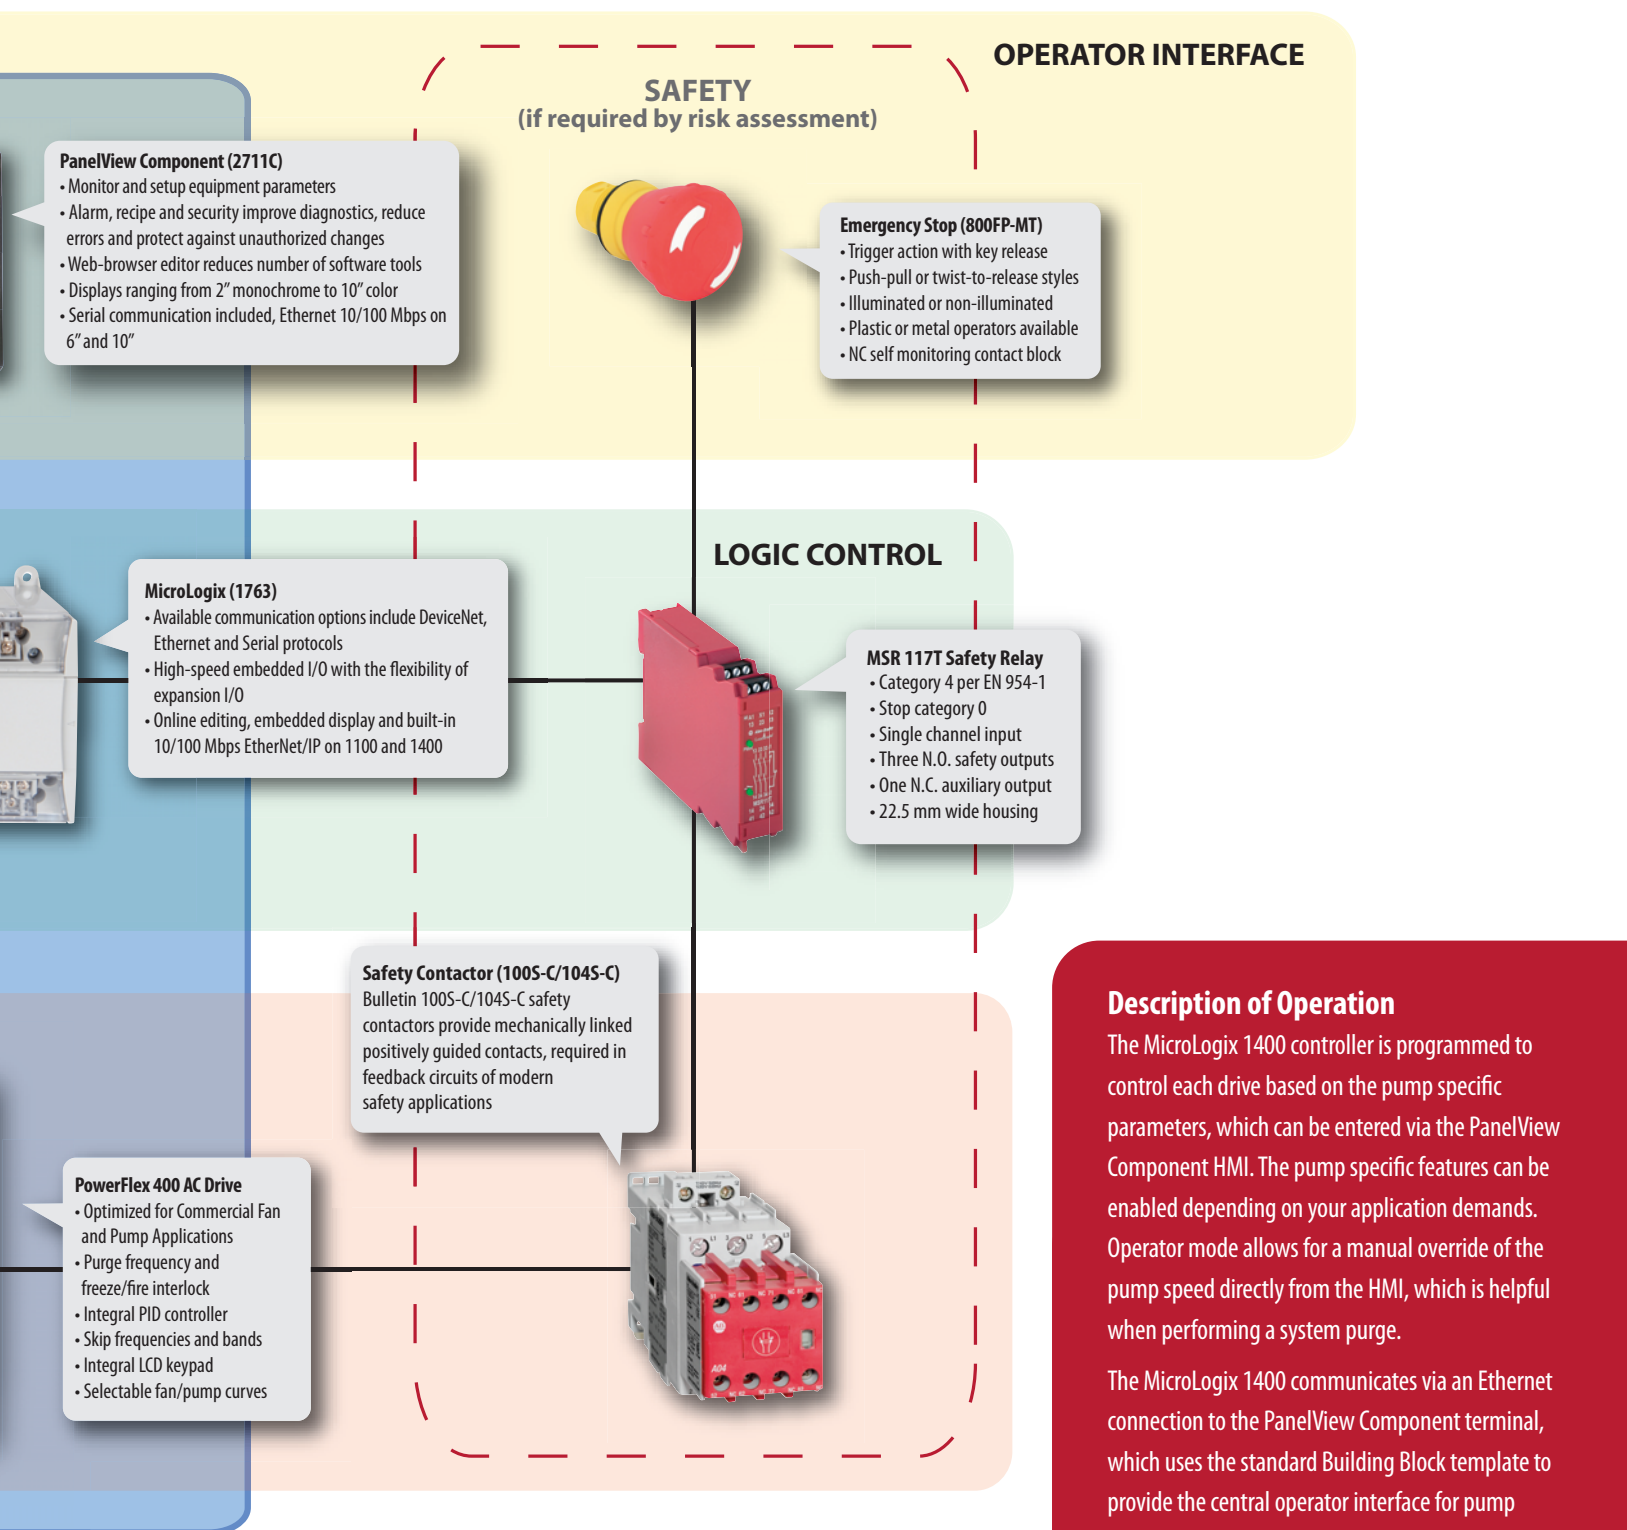 OPERATOR INTERFACE
SAFETY
(if required by risk assessment)
PanelView Component (2711C)
• Monitor and setup equipment parameters
• Alarm, recipe and security improve diagnostics, reduce
errors and protect against unauthorized changes
• Web-browser editor reduces number of software tools
• Displays ranging from 2" monochrome to 10" color
• Serial communication included, Ethernet 10/100 Mbps on
6" and 10"
Emergency Stop (800FP-MT)
• Trigger action with key release
• Push-pull or twist-to-release styles
• Illuminated or non-illuminated
• Plastic or metal operators available
• NC self monitoring contact block
LOGIC CONTROL
MicroLogix (1763)
• Available communication options include DeviceNet,
Ethernet and Serial protocols
• High-speed embedded I/O with the flexibility of
expansion I/O
• Online editing, embedded display and built-in
10/100 Mbps EtherNet/IP on 1100 and 1400
MSR 117T Safety Relay
• Category 4 per EN 954-1
• Stop category 0
• Single channel input
• Three N.O. safety outputs
• One N.C. auxiliary output
• 22.5 mm wide housing
Safety Contactor (100S-C/104S-C)
Bulletin 100S-C/104S-C safety
contactors provide mechanically linked
positively guided contacts, required in
feedback circuits of modern
safety applications
PowerFlex 400 AC Drive
• Optimized for Commercial Fan
and Pump Applications
• Purge frequency and
freeze/fire interlock
• Integral PID controller
• Skip frequencies and bands
• Integral LCD keypad
• Selectable fan/pump curves
A04
Description of Operation
The MicroLogix 1400 controller is programmed to
control each drive based on the pump specific
parameters, which can be entered via the PanelView
Component HMI. The pump specific features can be
enabled depending on your application demands.
Operator mode allows for a manual override of the
pump speed directly from the HMI, which is helpful
when performing a system purge.
The MicroLogix 1400 communicates via an Ethernet
connection to the PanelView Component terminal,
which uses the standard Building Block template to
provide the central operator interface for pump